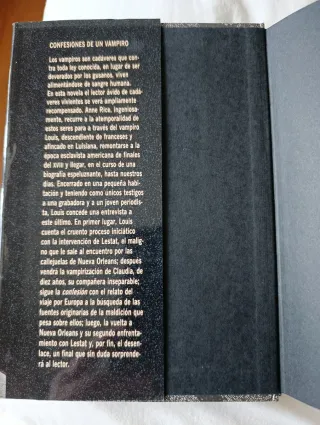 CONFESIONES DE UN VAMPIRO
Los vampiros son cadáveres que con-
tra toda ley conocida, en lugar de ser
devorados por los gusanos, viven
alimentándose de sangre humana.
En esta novela el lector ávido de cadá-
veres vivientes se verá ampliamente
recompensado. Anne Rice, ingeniosa-
mente, recurre a la atemporalidad de
estos seres para a través del vampiro
Louis, descendiente de franceses y
afincado en Luisiana, remontarse a la
época esclavista americana de finales
del XVIII y llegar, en el curso de una
biografía espeluznante, hasta nuestros
días. Encerrado en una pequeña habi-
tación y teniendo como únicos testigos
a una grabadora y a un joven periodis-
ta, Louis concede una entrevista a
este último. En primer lugar, Louis
cuenta el cruento proceso iniciático
con la intervención de Lestat, el malig-
no que le sale al encuentro por las
callejuelas de Nueva Orleans; después
vendrá la vampirización de Claudia, de
diez años, su compañera inseparable;
sigue la confesión con el relato del
viaje por Europa a la búsqueda de las
fuentes originarias de la maldición que
pesa sobre ellos; luego, la vuelta a
Nueva Orleans y su segundo enfrenta-
miento con Lestat y, por fin, el desen-
lace, un final que sin duda sorprende-
rá al lector.